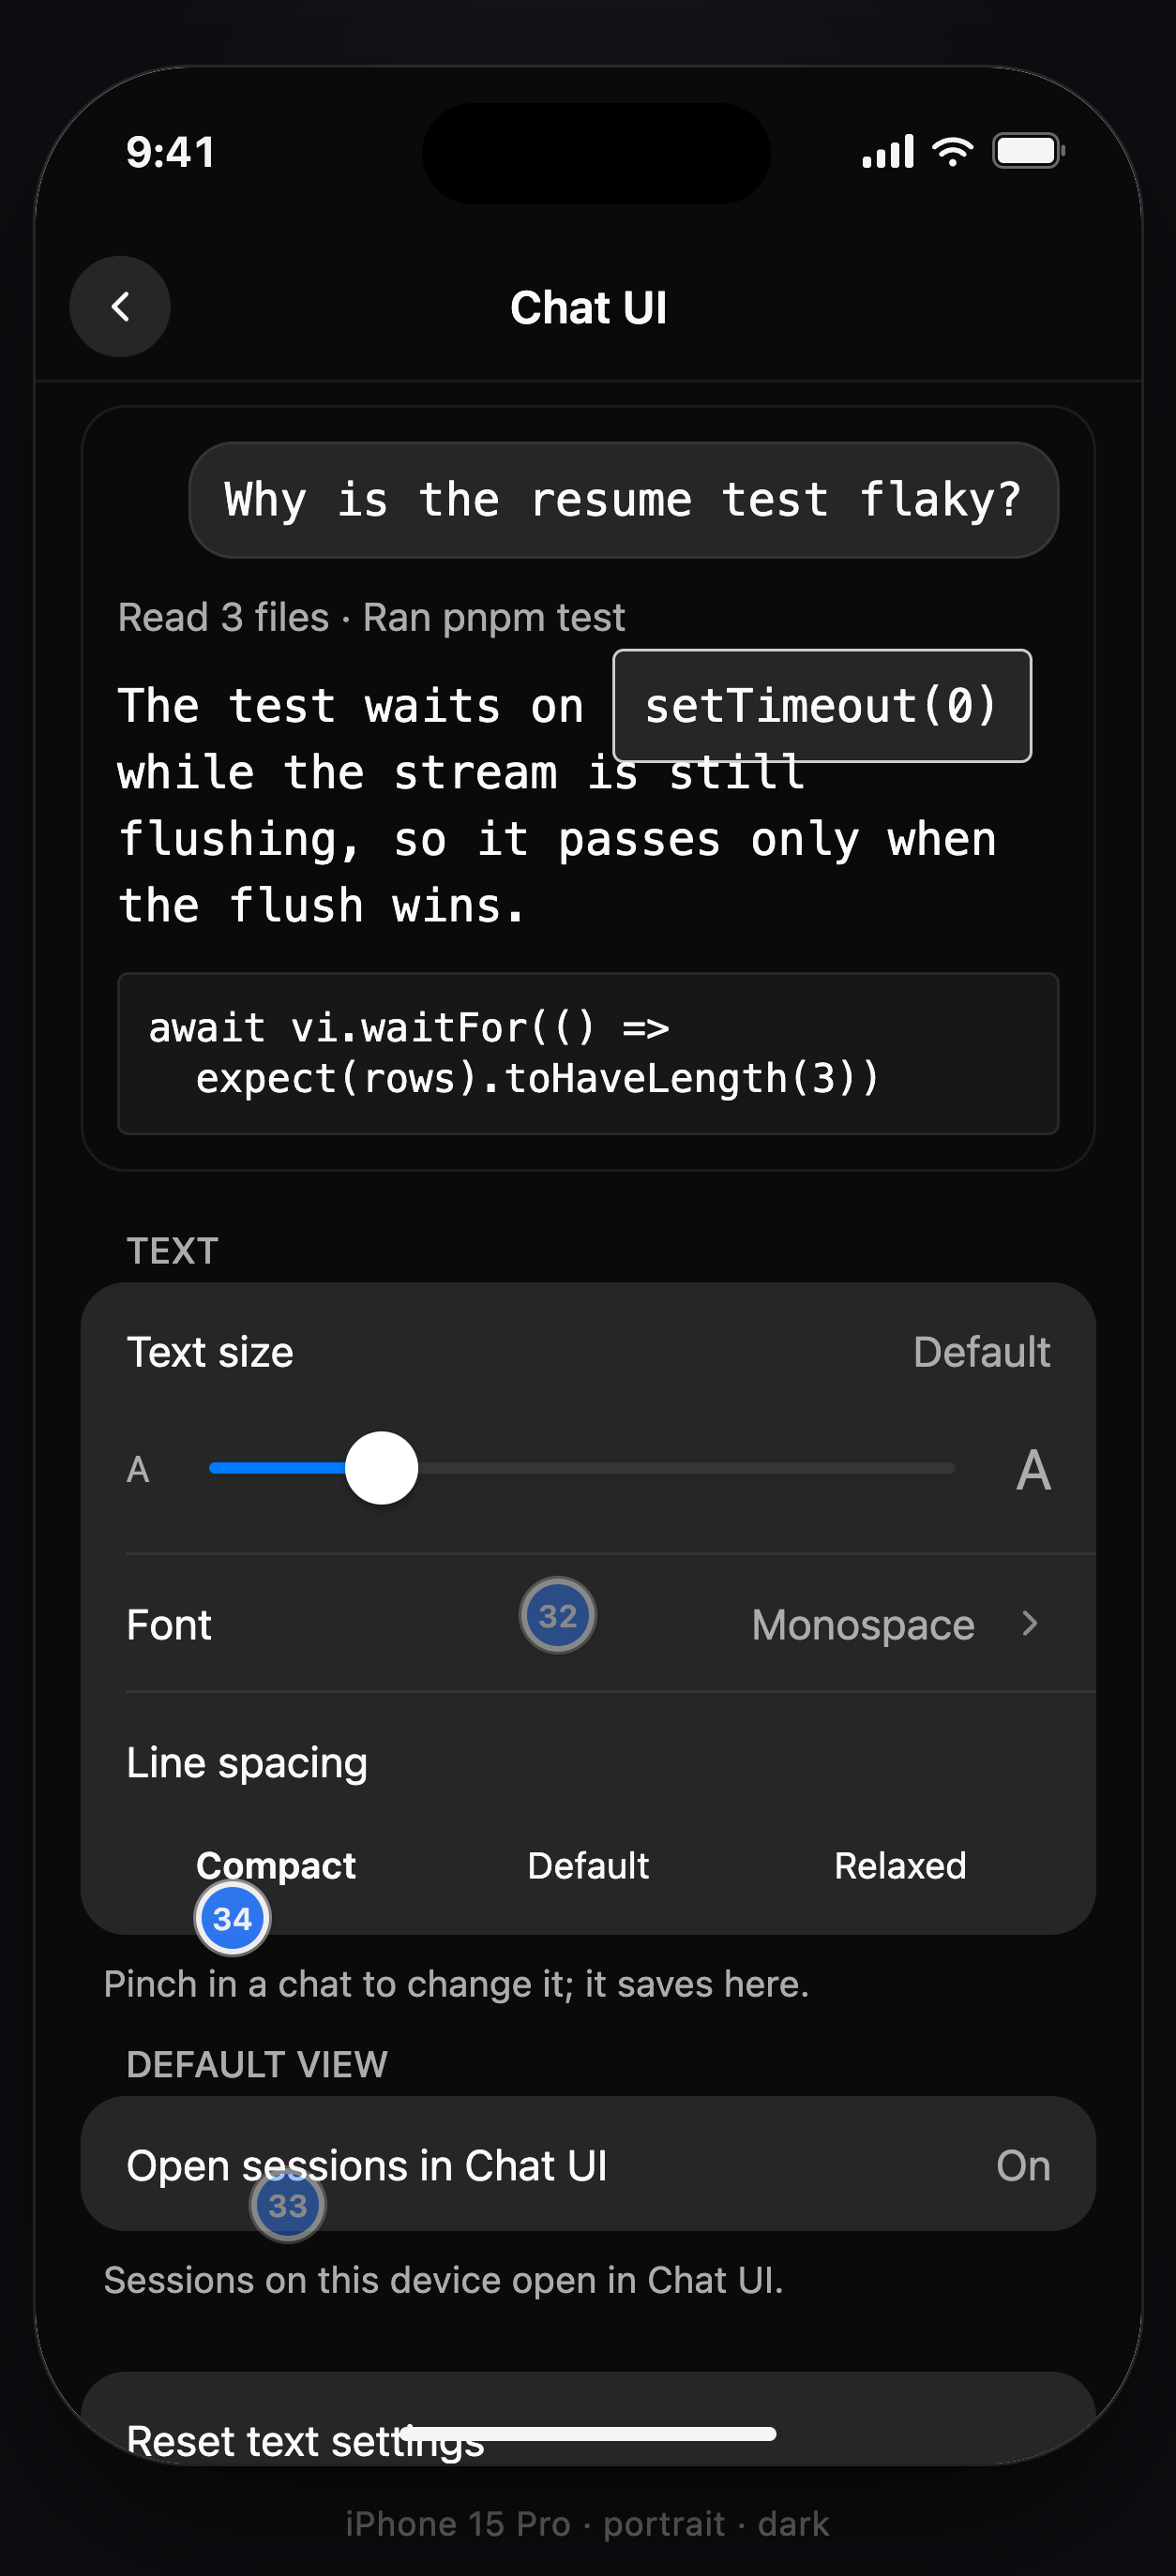 9:41
Chat UI
Why is the resume test flaky?
Read 3 files · Ran pnpm test
The test waits on setTimeout(0)
while the stream is still
flushing, so it passes only when
the flush wins.
await vi.waitFor(() =>
  expect(rows).toHaveLength(3))
TEXT
Text size Default
A A
32
Font Monospace
Line spacing
Compact Default Relaxed
34
Pinch in a chat to change it; it saves here.
DEFAULT VIEW
Open sessions in Chat UI On
33
Sessions on this device open in Chat UI.
Reset text settings
iPhone 15 Pro · portrait · dark